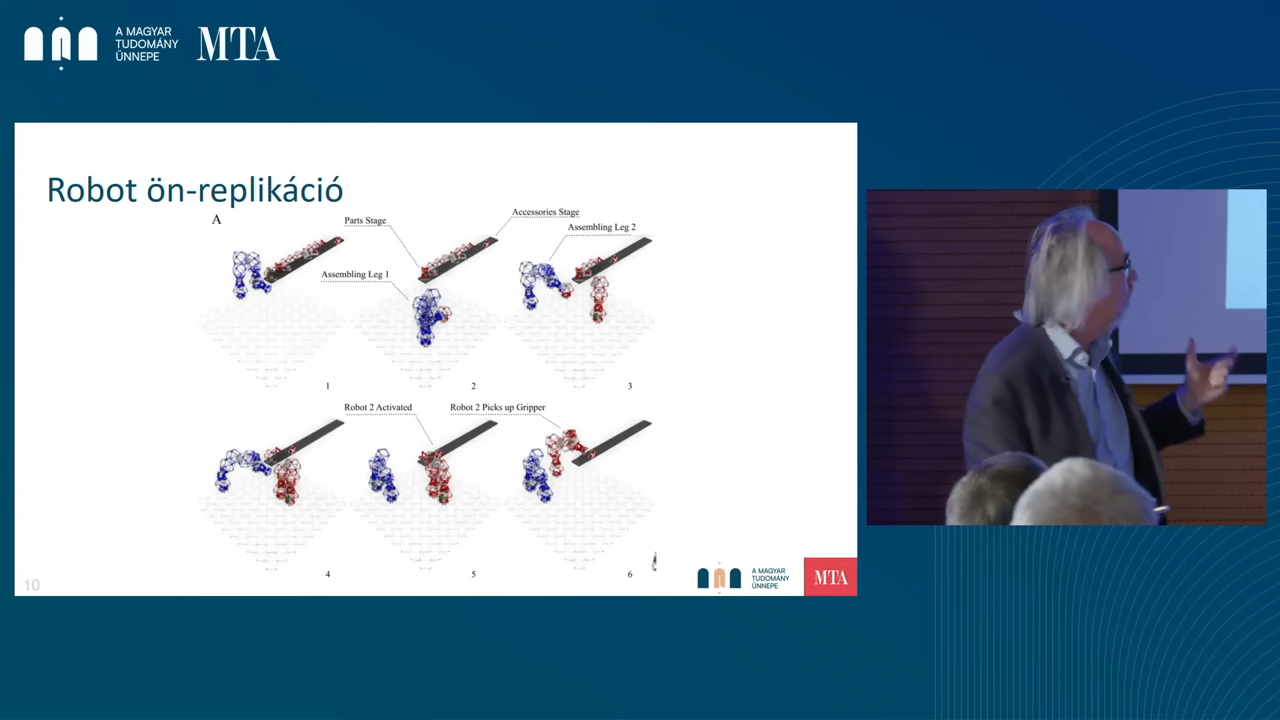 A MAGYAR
TUDOMÁNY
ÜNNEPE
MTA
Robot ön-replikáció
A
Parts Stage
Accessories Stage
Assembling Leg 2
Assembling Leg 1
1
2
3
Robot 2 Activated
Robot 2 Picks up Gripper
4
5
6
10
A MAGYAR
TUDOMÁNY
ÜNNEPE
MTA